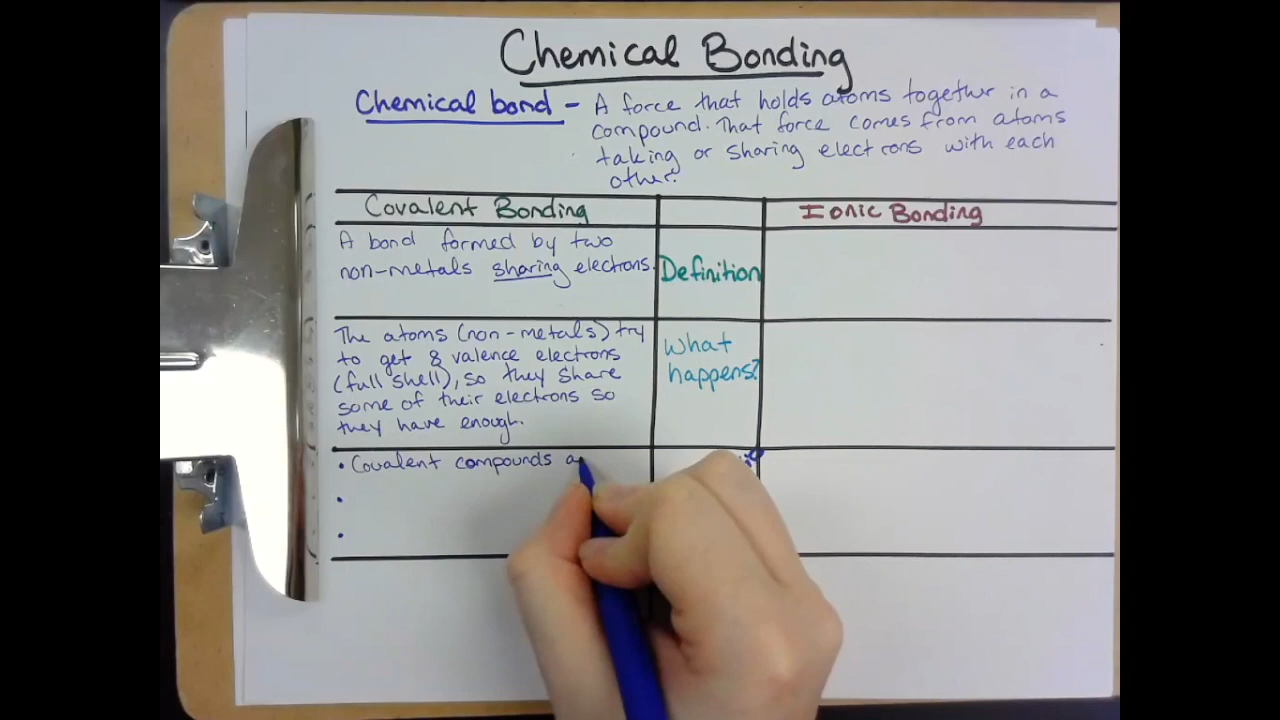 Chemical Bonding
Chemical bond - A force that holds atoms together in a
compound. That force comes from atoms
taking or sharing electrons with each
other.
Covalent Bonding
Ionic Bonding
A bond formed by two
non-metals sharing electrons.
Definition
The atoms (non-metals) try
to get 8 valence electrons
(full shell), so they share
some of their electrons so
they have enough.
What
happens?
• Covalent compounds a
•
•